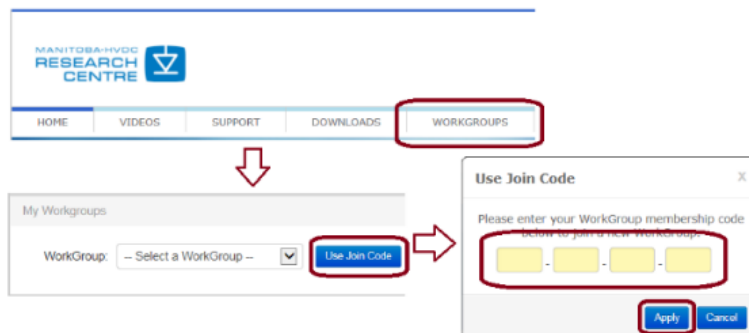 MANITOBA-HVDC
RESEARCH
CENTRE
HOME VIDEOS SUPPORT DOWNLOADS WORKGROUPS
My Workgroups
WorkGroup: -- Select a WorkGroup -- Use Join Code
Use Join Code X
Please enter your WorkGroup membership code
below to join a new WorkGroup.
- - -
Apply Cancel